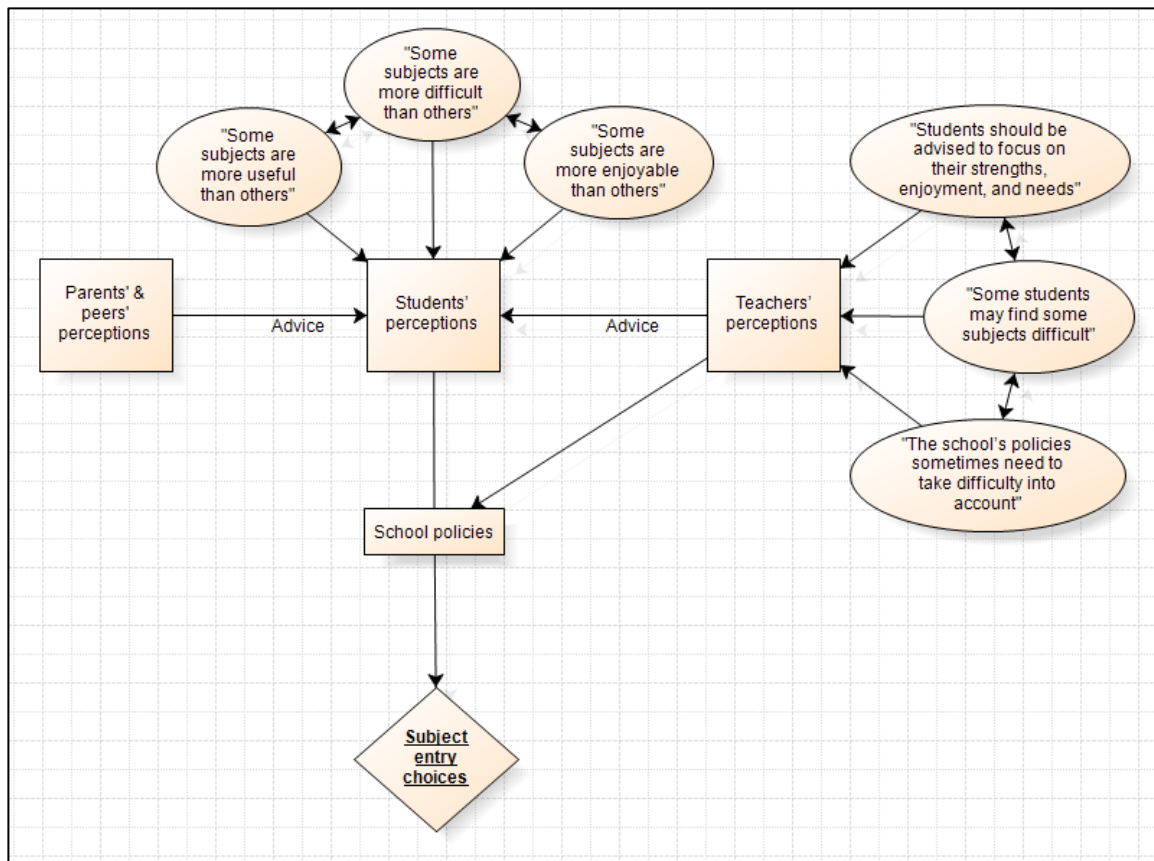 "Some
subjects are
more difficult
than others"
"Some
subjects are
more useful
than others"
"Some
subjects are
more enjoyable
than others"
"Students should be
advised to focus on
their strengths,
enjoyment, and needs"
Parents' &
peers'
perceptions
Advice
Students’
perceptions
Advice
Teachers’
perceptions
"Some students
may find some
subjects difficult"
"The school’s policies
sometimes need to
take difficulty into
account"
School policies
Subject
entry
choices